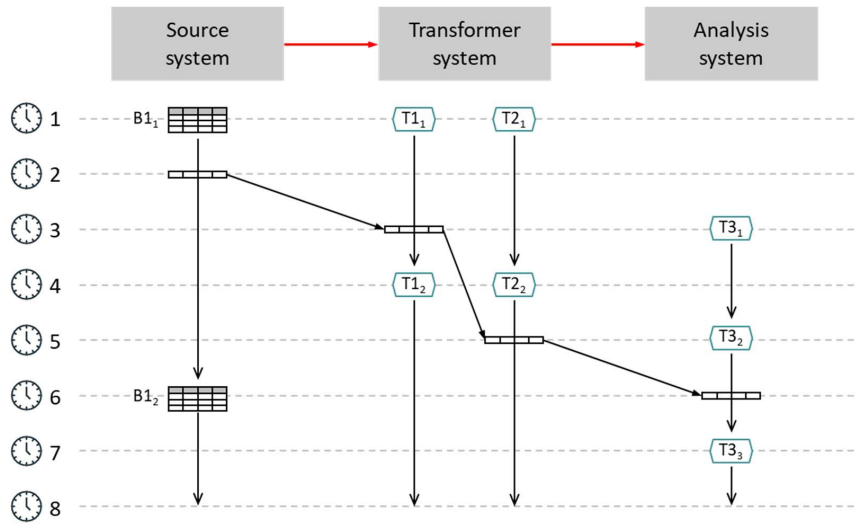 Source
system
Transformer
system
Analysis
system
1 B1₁ T1₁ T2₁
2
3 T3₁
4 T1₂ T2₂
5 T3₂
6 B1₂
7 T3₃
8